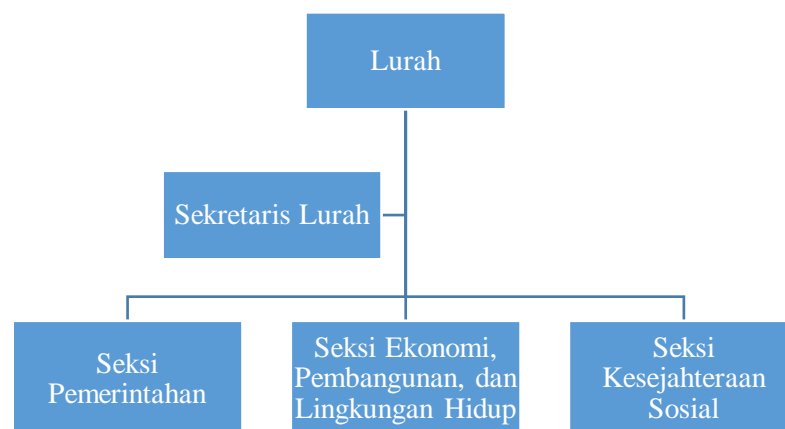 Lurah
Sekretaris Lurah
Seksi
Pemerintahan
Seksi Ekonomi,
Pembangunan, dan
Lingkungan Hidup
Seksi
Kesejahteraan
Sosial